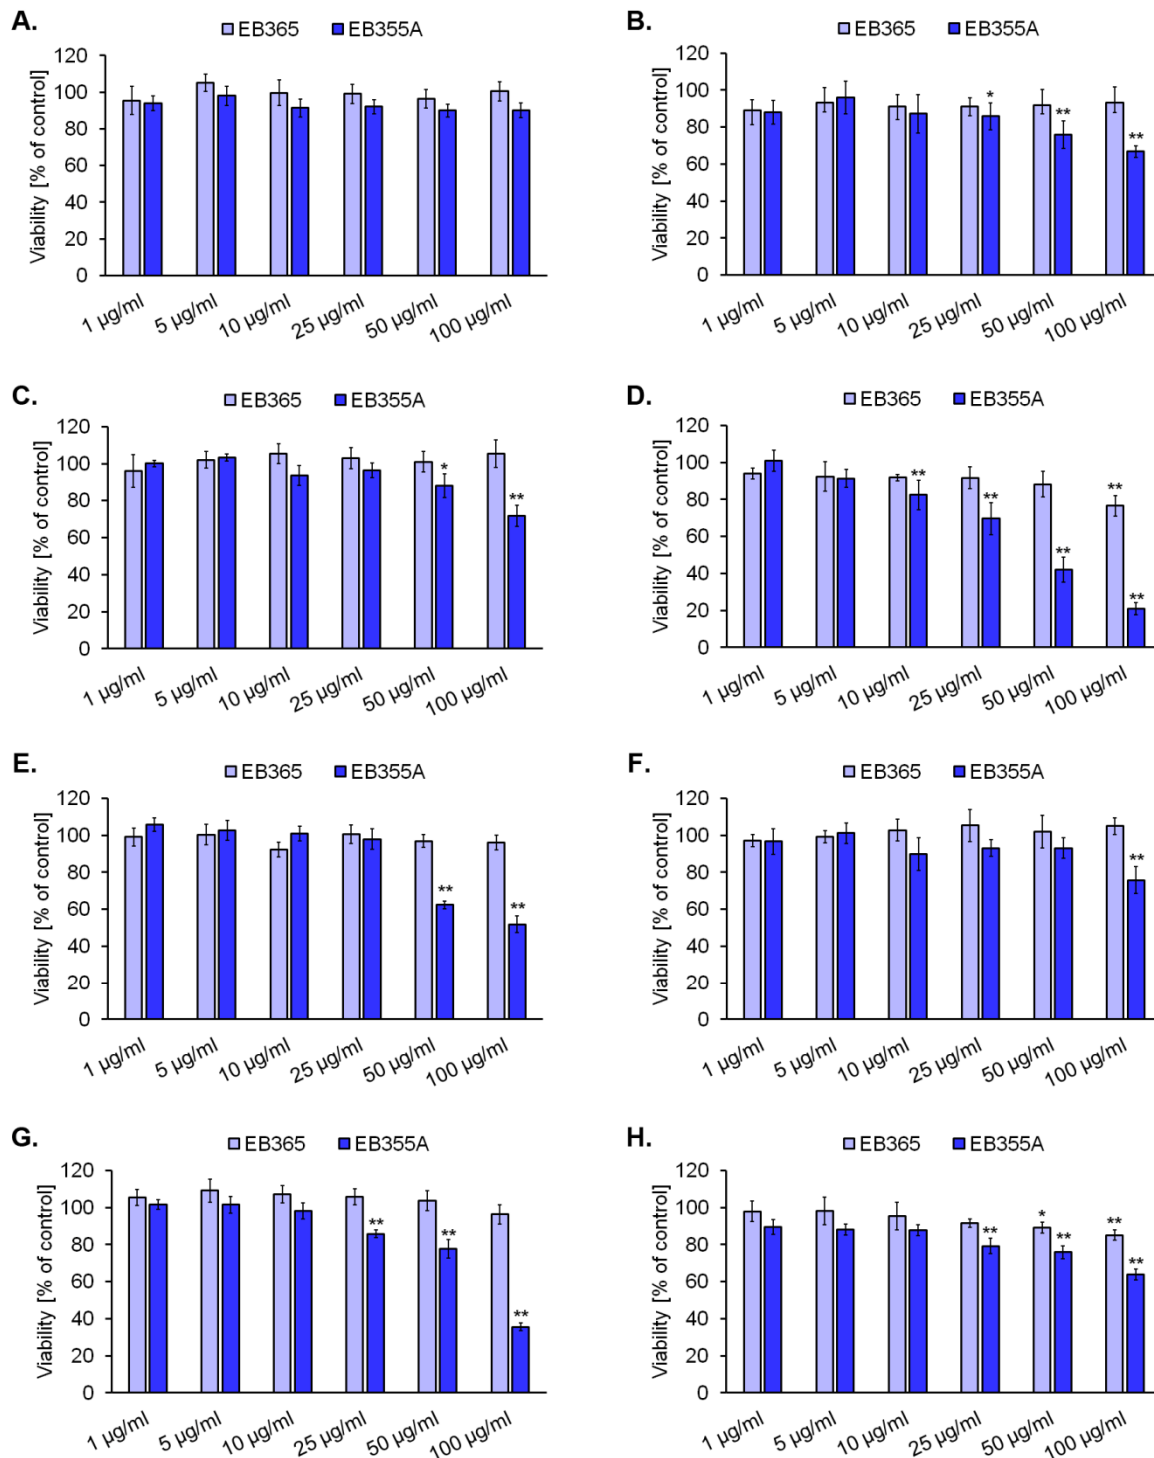 A.
EB365 EB355A
Viability [% of control]
120
100
80
60
40
20
0
1 µg/ml 5 µg/ml 10 µg/ml 25 µg/ml 50 µg/ml 100 µg/ml
B.
EB365 EB355A
Viability [% of control]
120
100
80
60
40
20
0
* ** **
1 µg/ml 5 µg/ml 10 µg/ml 25 µg/ml 50 µg/ml 100 µg/ml
C.
EB365 EB355A
Viability [% of control]
120
100
80
60
40
20
0
* **
1 µg/ml 5 µg/ml 10 µg/ml 25 µg/ml 50 µg/ml 100 µg/ml
D.
EB365 EB355A
Viability [% of control]
120
100
80
60
40
20
0
** ** ** ** **
1 µg/ml 5 µg/ml 10 µg/ml 25 µg/ml 50 µg/ml 100 µg/ml
E.
EB365 EB355A
Viability [% of control]
120
100
80
60
40
20
0
** **
1 µg/ml 5 µg/ml 10 µg/ml 25 µg/ml 50 µg/ml 100 µg/ml
F.
EB365 EB355A
Viability [% of control]
120
100
80
60
40
20
0
**
1 µg/ml 5 µg/ml 10 µg/ml 25 µg/ml 50 µg/ml 100 µg/ml
G.
EB365 EB355A
Viability [% of control]
120
100
80
60
40
20
0
** ** **
1 µg/ml 5 µg/ml 10 µg/ml 25 µg/ml 50 µg/ml 100 µg/ml
H.
EB365 EB355A
Viability [% of control]
120
100
80
60
40
20
0
** * ** ** **
1 µg/ml 5 µg/ml 10 µg/ml 25 µg/ml 50 µg/ml 100 µg/ml